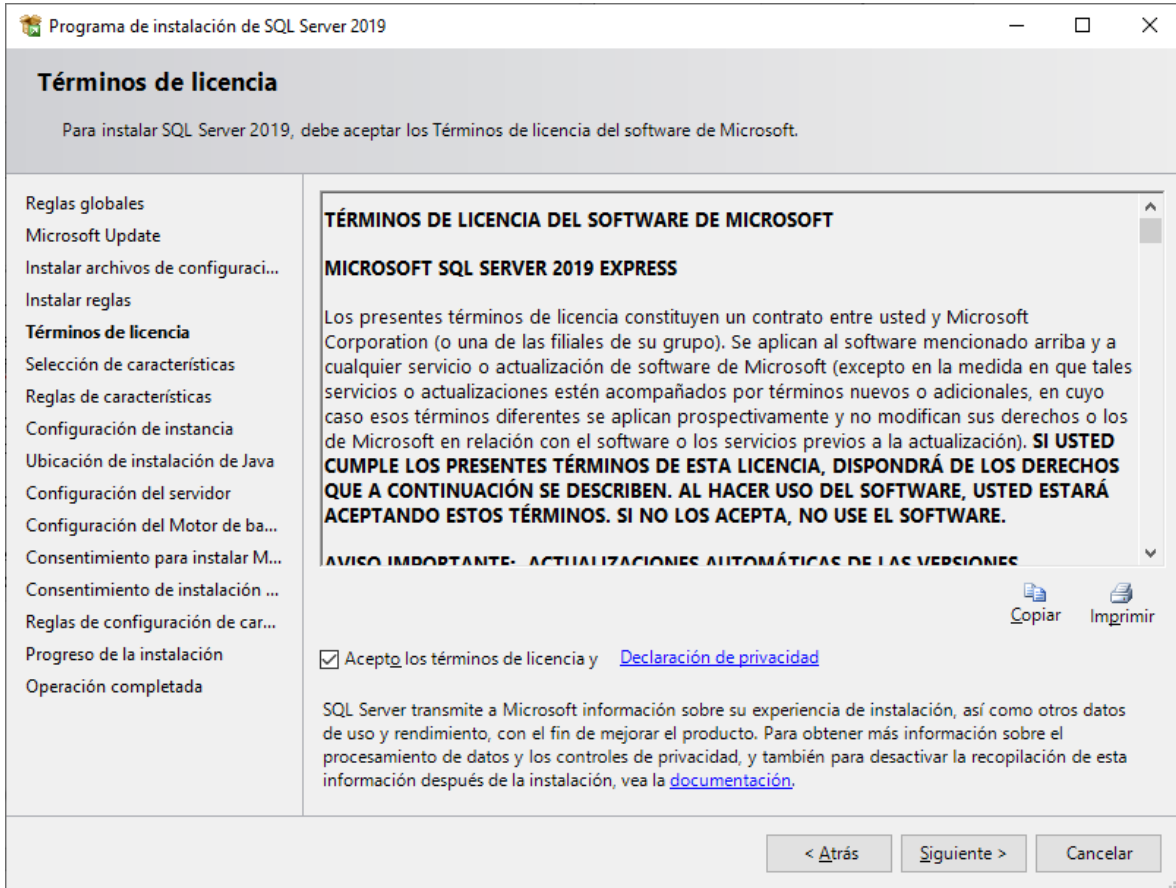 Programa de instalación de SQL Server 2019
Términos de licencia
Para instalar SQL Server 2019, debe aceptar los Términos de licencia del software de Microsoft.
Reglas globales
Microsoft Update
Instalar archivos de configuraci...
Instalar reglas
Términos de licencia
Selección de características
Reglas de características
Configuración de instancia
Ubicación de instalación de Java
Configuración del servidor
Configuración del Motor de ba...
Consentimiento para instalar M...
Consentimiento de instalación ...
Reglas de configuración de car...
Progreso de la instalación
Operación completada
TÉRMINOS DE LICENCIA DEL SOFTWARE DE MICROSOFT
MICROSOFT SQL SERVER 2019 EXPRESS
Los presentes términos de licencia constituyen un contrato entre usted y Microsoft
Corporation (o una de las filiales de su grupo). Se aplican al software mencionado arriba y a
cualquier servicio o actualización de software de Microsoft (excepto en la medida en que tales
servicios o actualizaciones estén acompañados por términos nuevos o adicionales, en cuyo
caso esos términos diferentes se aplican prospectivamente y no modifican sus derechos o los
de Microsoft en relación con el software o los servicios previos a la actualización). SI USTED
CUMPLE LOS PRESENTES TÉRMINOS DE ESTA LICENCIA, DISPONDRÁ DE LOS DERECHOS
QUE A CONTINUACIÓN SE DESCRIBEN. AL HACER USO DEL SOFTWARE, USTED ESTARÁ
ACEPTANDO ESTOS TÉRMINOS. SI NO LOS ACEPTA, NO USE EL SOFTWARE.
AVISO IMPORTANTE: ACTUALIZACIONES AUTOMÁTICAS DE LAS VERSIONES
Copiar
Imprimir
Acepto los términos de licencia y Declaración de privacidad
SQL Server transmite a Microsoft información sobre su experiencia de instalación, así como otros datos
de uso y rendimiento, con el fin de mejorar el producto. Para obtener más información sobre el
procesamiento de datos y los controles de privacidad, y también para desactivar la recopilación de esta
información después de la instalación, vea la documentación.
< Atrás
Siguiente >
Cancelar